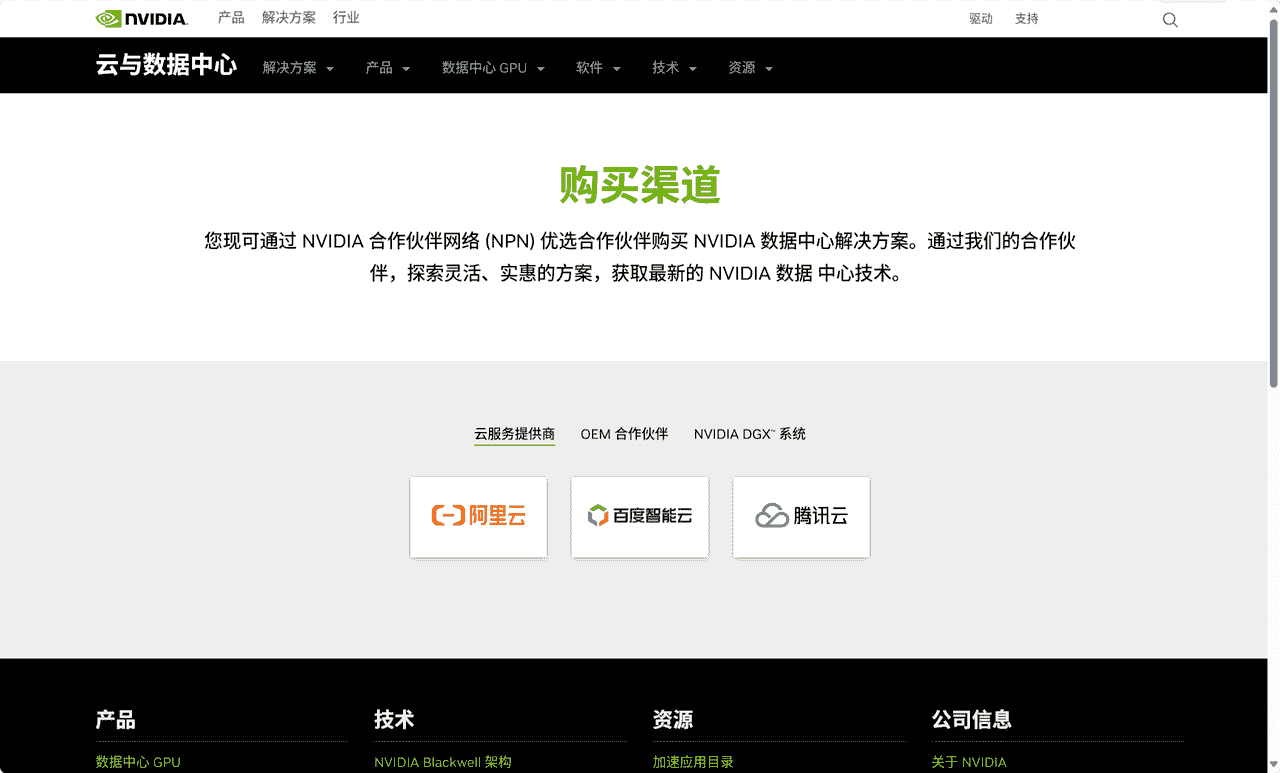 NVIDIA. 产品 解决方案 行业 驱动 支持
云与数据中心 解决方案 产品 数据中心 GPU 软件 技术 资源
购买渠道
您现可通过 NVIDIA 合作伙伴网络 (NPN) 优选合作伙伴购买 NVIDIA 数据中心解决方案。通过我们的合作伙
伴，探索灵活、实惠的方案，获取最新的 NVIDIA 数据 中心技术。
云服务提供商 OEM 合作伙伴 NVIDIA DGX™ 系统
阿里云 百度智能云 腾讯云
产品 技术 资源 公司信息
数据中心 GPU NVIDIA Blackwell 架构 加速应用目录 关于 NVIDIA